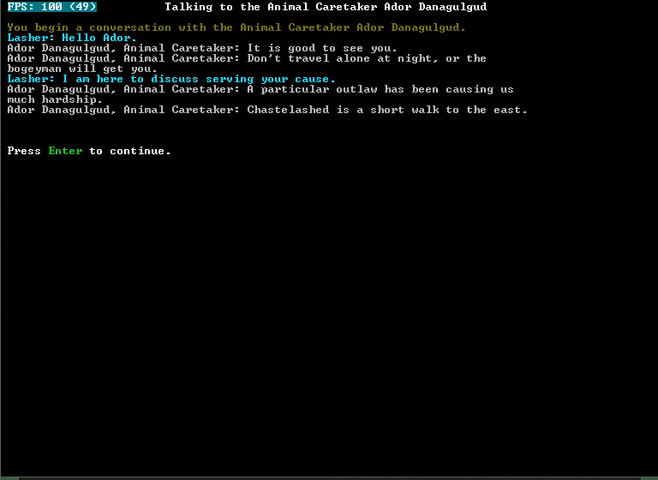 FPS: 100 (49)
Talking to the Animal Caretaker Ador Danagulgud
You begin a conversation with the Animal Caretaker Ador Danagulgud.
Lasher: Hello Ador.
Ador Danagulgud, Animal Caretaker: It is good to see you.
Ador Danagulgud, Animal Caretaker: Don't travel alone at night, or the
bogeyman will get you.
Lasher: I am here to discuss serving your cause.
Ador Danagulgud, Animal Caretaker: A particular outlaw has been causing us
much hardship.
Ador Danagulgud, Animal Caretaker: Chastelashed is a short walk to the east.
Press Enter to continue.